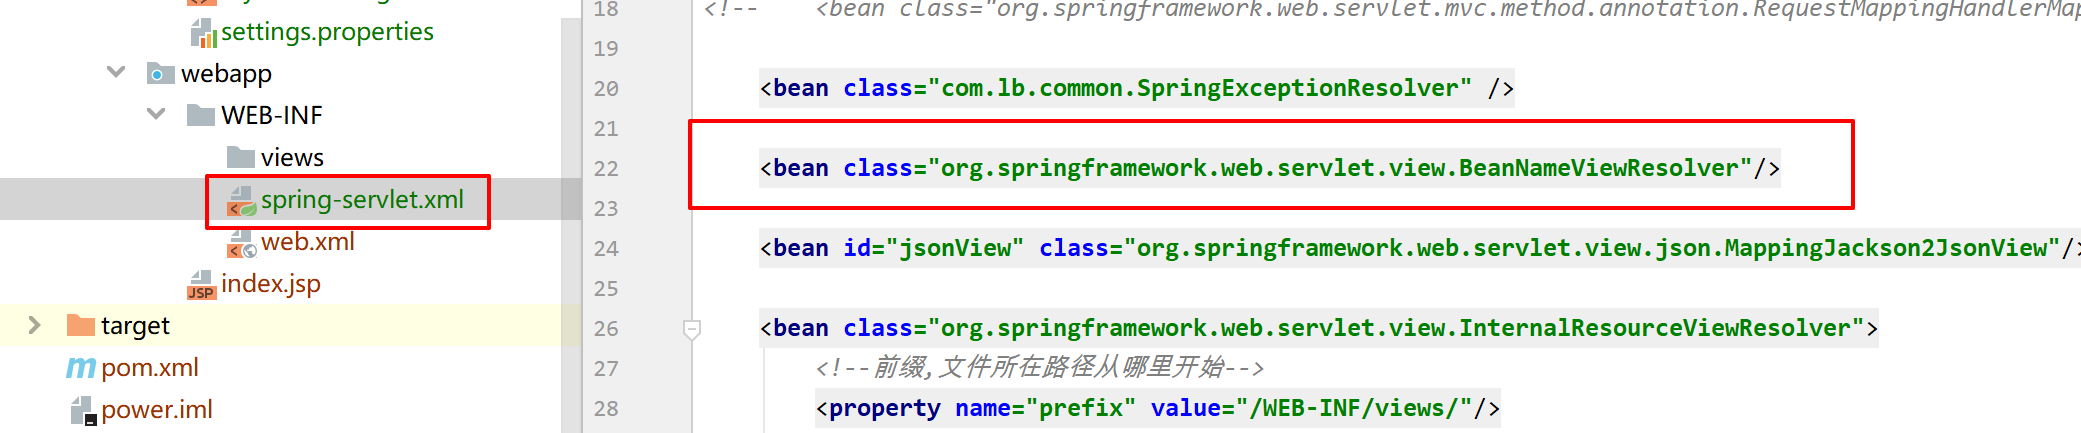 settings.properties
webapp
WEB-INF
views
spring-servlet.xml
web.xml
JSP index.jsp
target
m pom.xml
power.iml
18 <!-- <bean class="org.springframework.web.servlet.mvc.method.annotation.RequestMappingHandlerMap
19
20 <bean class="com.lb.common.SpringExceptionResolver" />
21
22 <bean class="org.springframework.web.servlet.view.BeanNameViewResolver"/>
23
24 <bean id="jsonView" class="org.springframework.web.servlet.view.json.MappingJackson2JsonView"/>
25
26 <bean class="org.springframework.web.servlet.view.InternalResourceViewResolver">
27 <!--前缀,文件所在路径从哪里开始-->
28 <property name="prefix" value="/WEB-INF/views/"/>